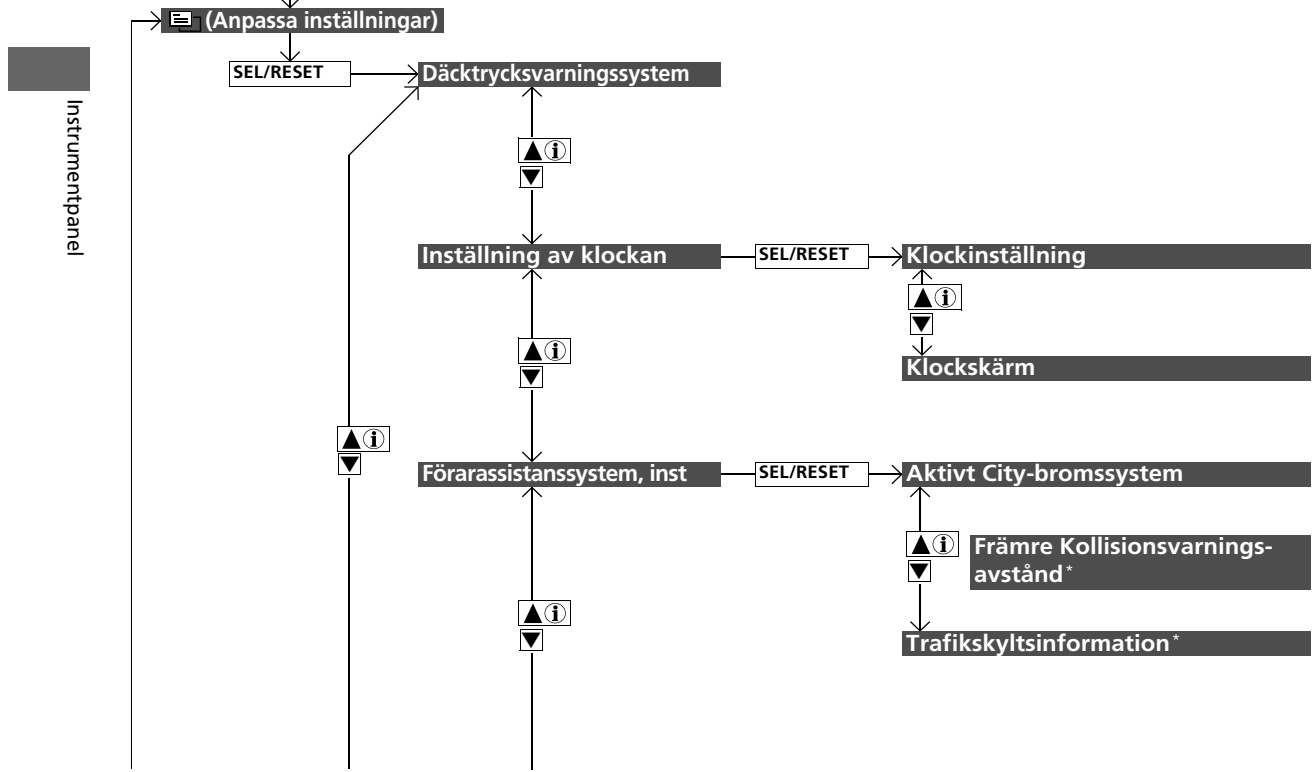 (Anpassa inställningar)
SEL/RESET
Däcktrycksvarningssystem
Instrumentpanel
Inställning av klockan
SEL/RESET
Klockinställning
Klockskärm
Förarassistanssystem, inst
SEL/RESET
Aktivt City-bromssystem
Främre Kollisionsvarnings-
avstånd*
Trafikskyltsinformation*